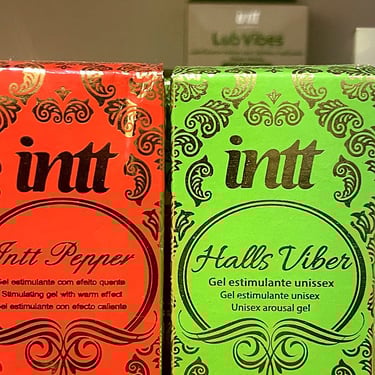 intt
Lub Vibes
intt
Intt Pepper
Gel estimulante com efeito quente
Stimulating gel with warm effect
Gel estimulante con efecto caliente
intt
Halls Viber
Gel estimulante unissex
Gel estimulante unisex
Unisex arousal gel